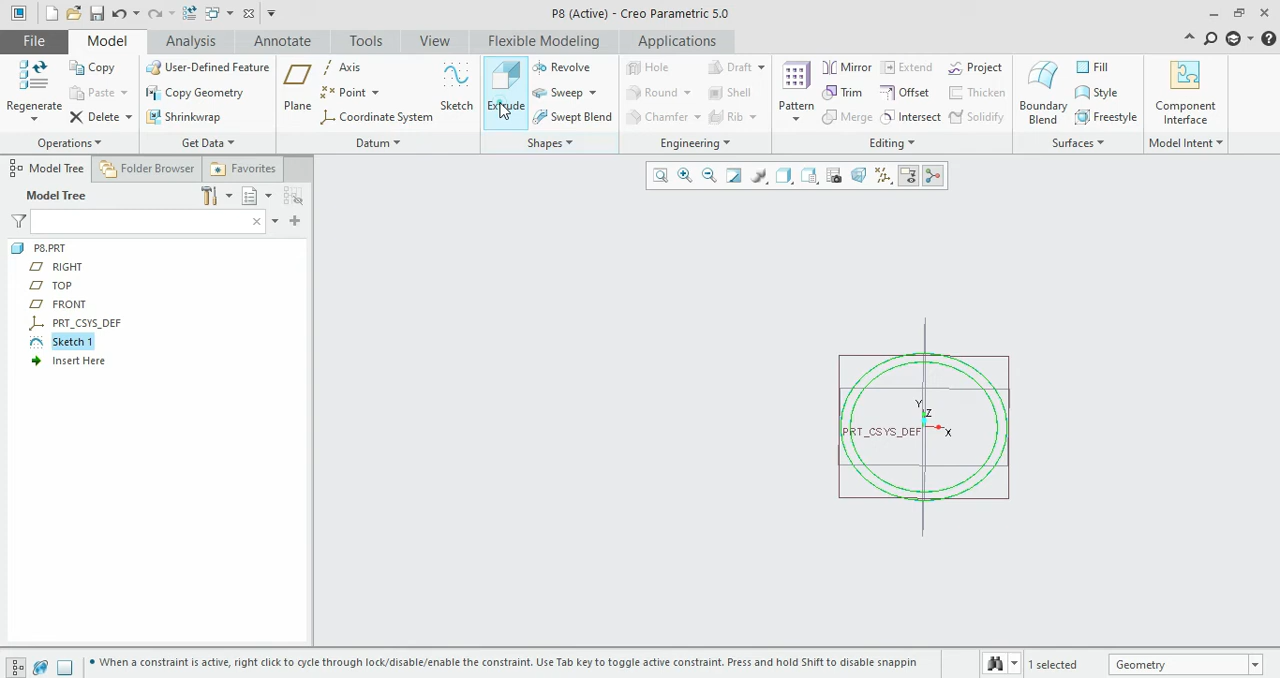 P8 (Active) - Creo Parametric 5.0
File Model Analysis Annotate Tools View Flexible Modeling Applications
Regenerate
Copy
Paste
Delete
Operations
User-Defined Feature
Copy Geometry
Shrinkwrap
Get Data
Plane
Axis
Point
Coordinate System
Sketch
Datum
Extrude
Revolve
Sweep
Swept Blend
Shapes
Hole
Round
Chamfer
Draft
Shell
Rib
Engineering
Pattern
Mirror
Trim
Merge
Extend
Offset
Intersect
Project
Thicken
Solidify
Editing
Boundary
Blend
Fill
Style
Freestyle
Surfaces
Component
Interface
Model Intent
Model Tree Folder Browser Favorites
Model Tree
P8.PRT
RIGHT
TOP
FRONT
PRT_CSYS_DEF
Sketch 1
Insert Here
Y
Z
X
PRT_CSYS_DEF
• When a constraint is active, right click to cycle through lock/disable/enable the constraint. Use Tab key to toggle active constraint. Press and hold Shift to disable snappin
1 selected
Geometry